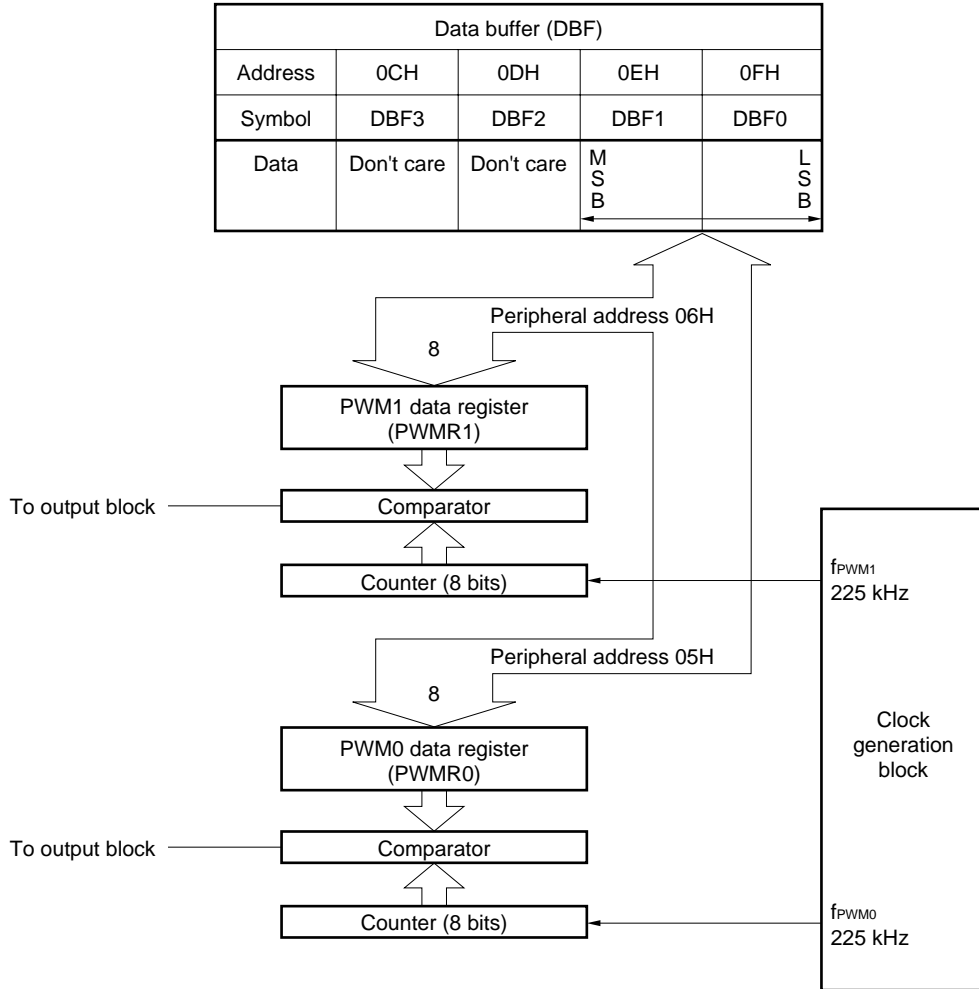 Data buffer (DBF)
Address 0CH 0DH 0EH 0FH
Symbol DBF3 DBF2 DBF1 DBF0
Data Don't care Don't care M S B L S B
Peripheral address 06H
8
PWM1 data register
(PWMR1)
To output block
Comparator
Counter (8 bits)
fPWM1
225 kHz
Peripheral address 05H
8
Clock
generation
block
PWM0 data register
(PWMR0)
To output block
Comparator
Counter (8 bits)
fPWM0
225 kHz